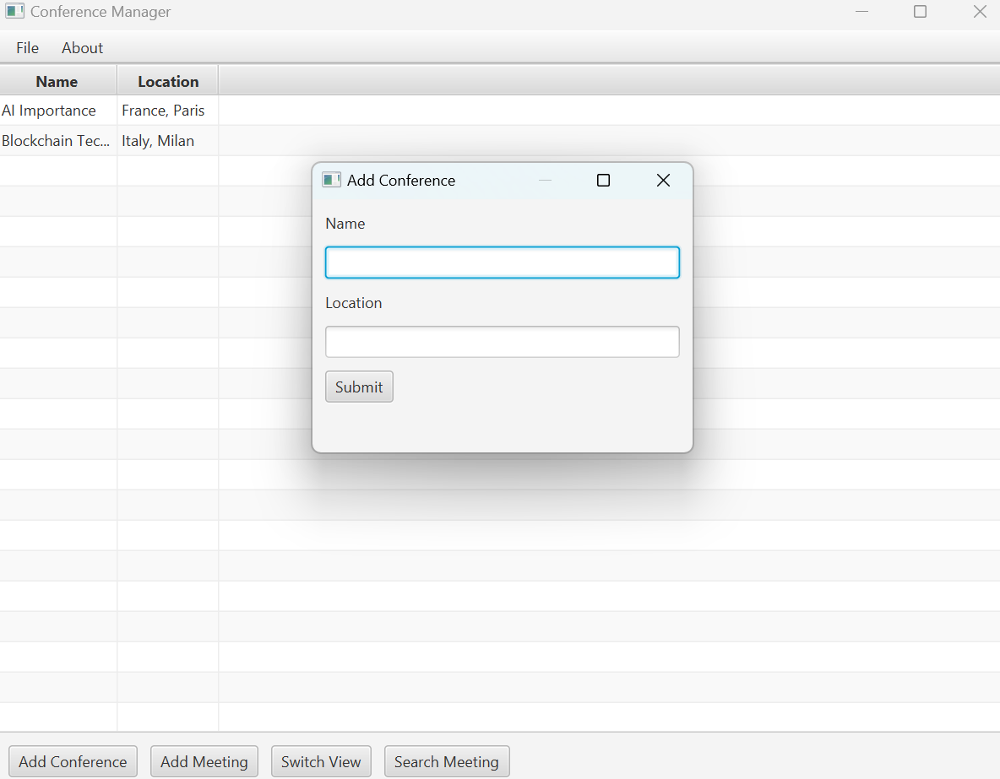 Conference Manager
File About
Name Location
AI Importance France, Paris
Blockchain Tec... Italy, Milan
Add Conference
Name
Location
Submit
Add Conference Add Meeting Switch View Search Meeting